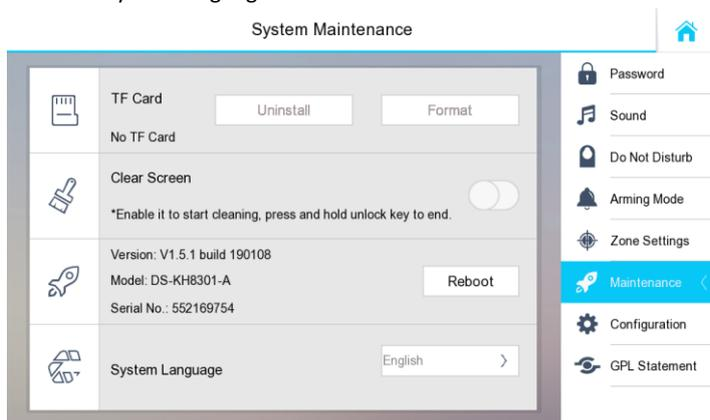 System Maintenance
TF Card
Uninstall
Format
No TF Card
Clear Screen
*Enable it to start cleaning, press and hold unlock key to end.
Version: V1.5.1 build 190108
Model: DS-KH8301-A
Reboot
Serial No.: 552169754
System Language
English
Password
Sound
Do Not Disturb
Arming Mode
Zone Settings
Maintenance
Configuration
GPL Statement